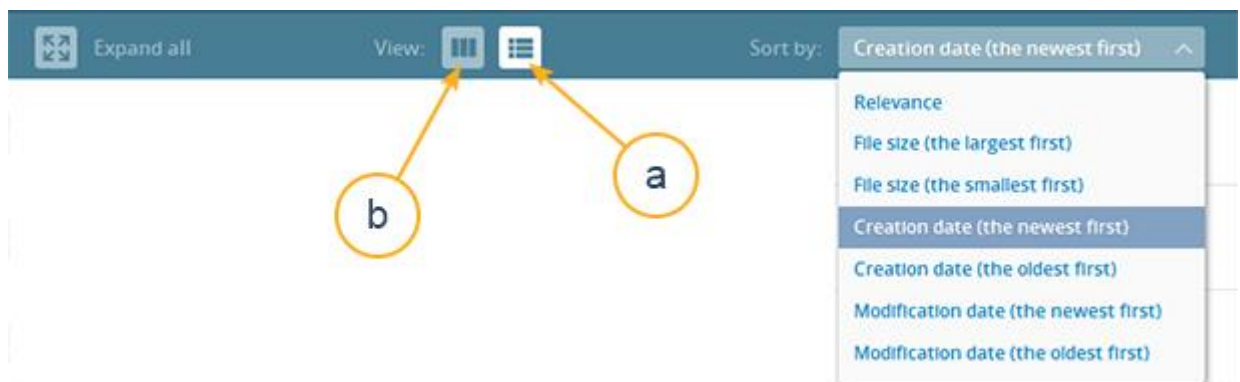 Expand all View: Sort by: Creation date (the newest first)
Relevance
File size (the largest first)
File size (the smallest first)
Creation date (the newest first)
Creation date (the oldest first)
Modification date (the newest first)
Modification date (the oldest first)
a
b